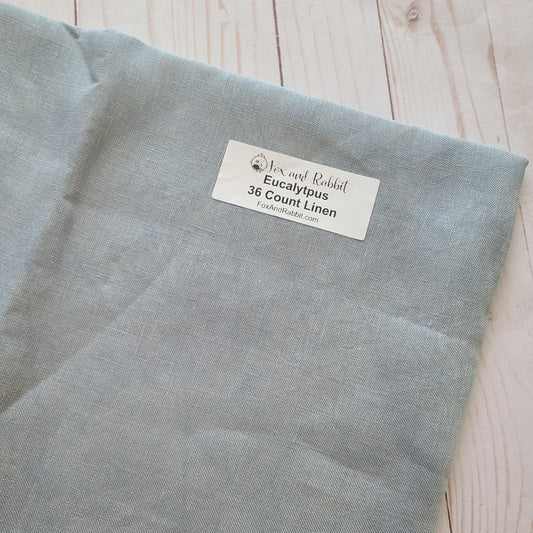 Fox and Rabbit
Eucalytpus
36 Count Linen
FoxAndRabbit.com